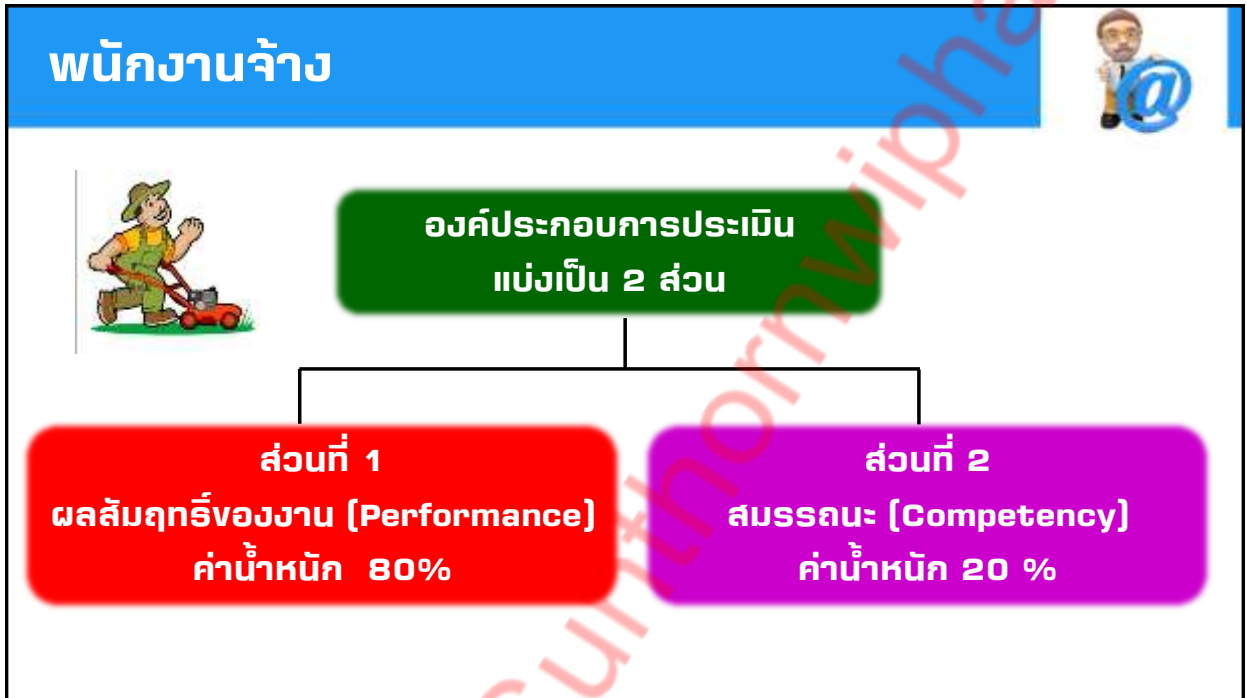 พนักงานจ้าง
@
องค์ประกอบการประเมิน
แบ่งเป็น 2 ส่วน
ส่วนที่ 1
ผลสัมฤทธิ์ของงาน (Performance)
ค่าน้ำหนัก 80%
ส่วนที่ 2
สมรรถนะ (Competency)
ค่าน้ำหนัก 20 %